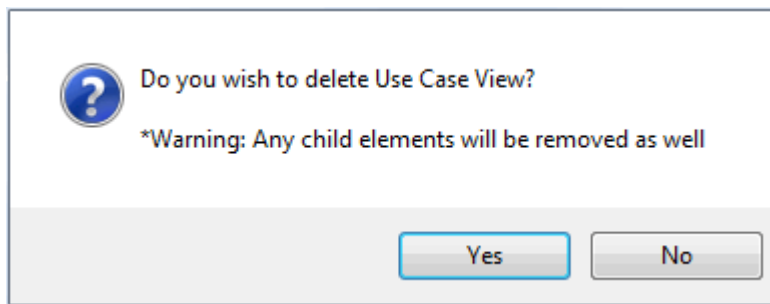 Do you wish to delete Use Case View?
*Warning: Any child elements will be removed as well
Yes
No